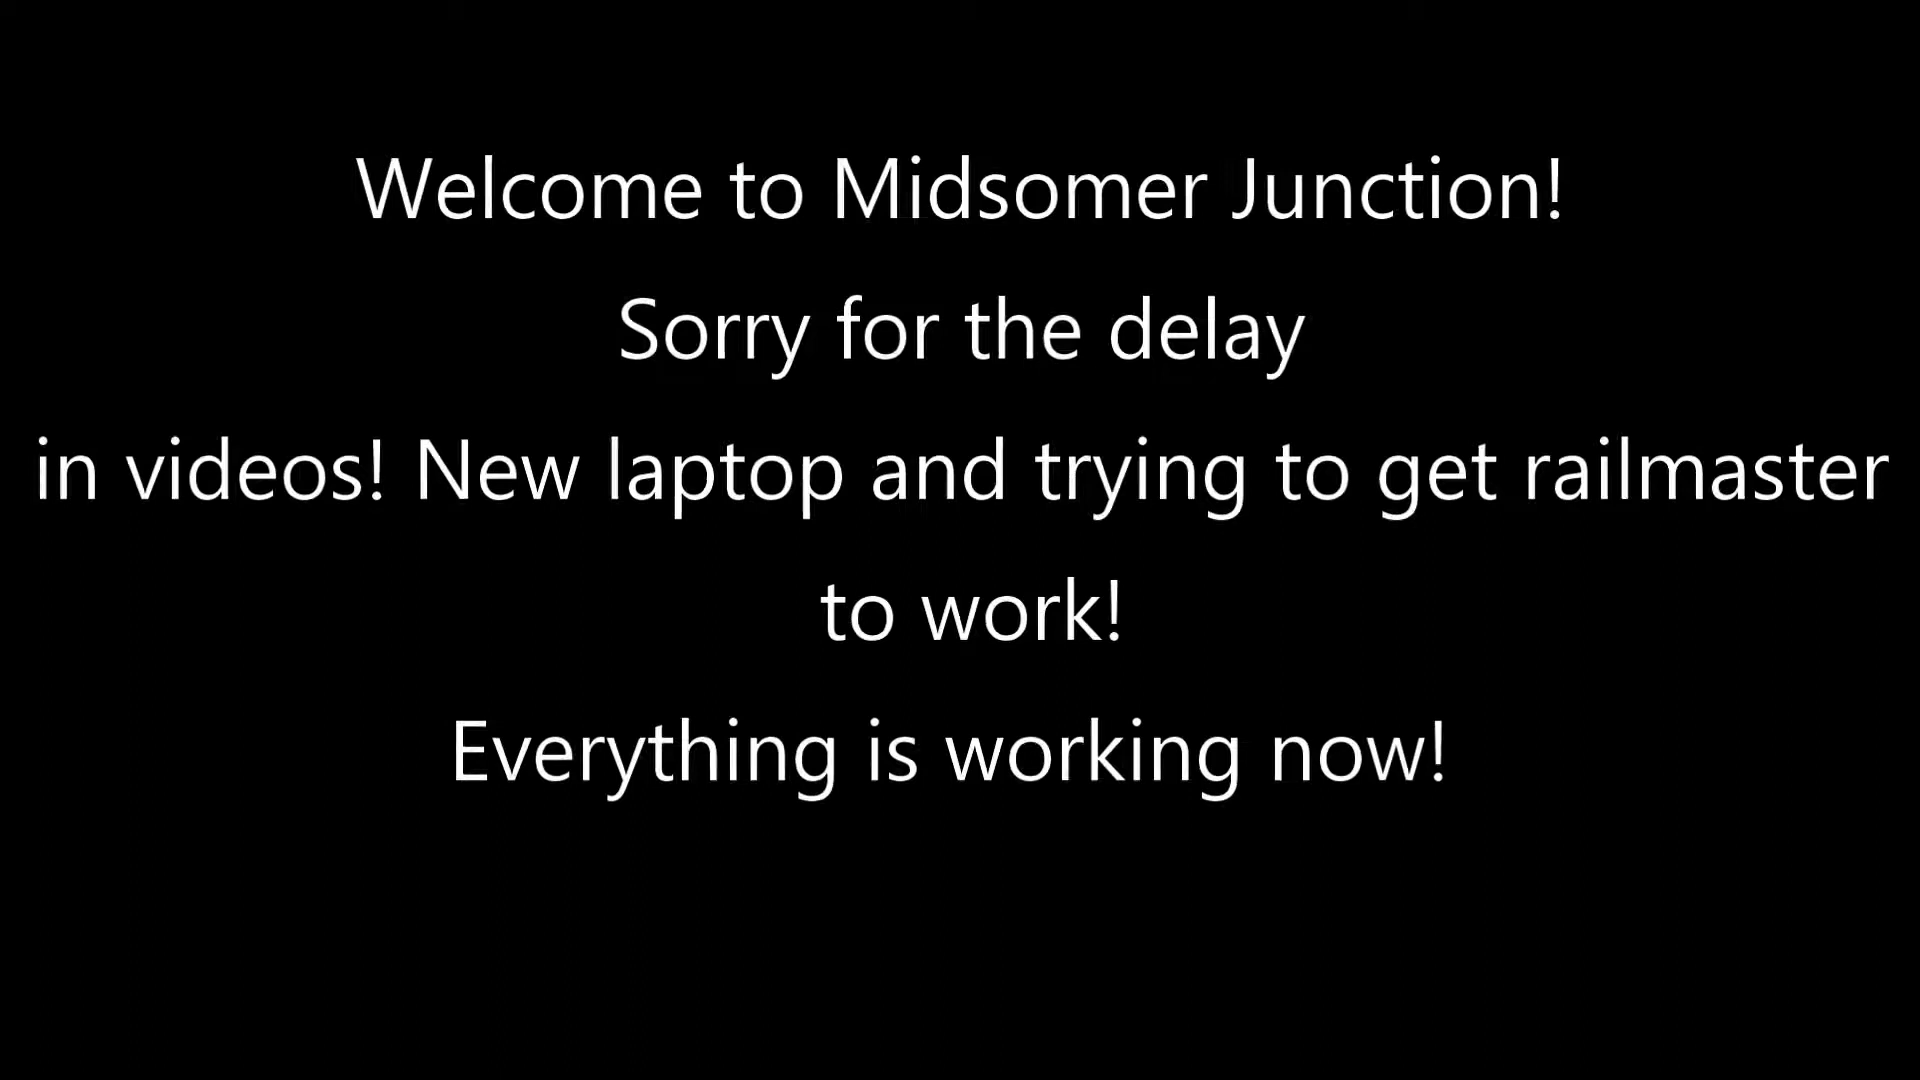 Welcome to Midsomer Junction!
Sorry for the delay
in videos! New laptop and trying to get railmaster
to work!
Everything is working now!